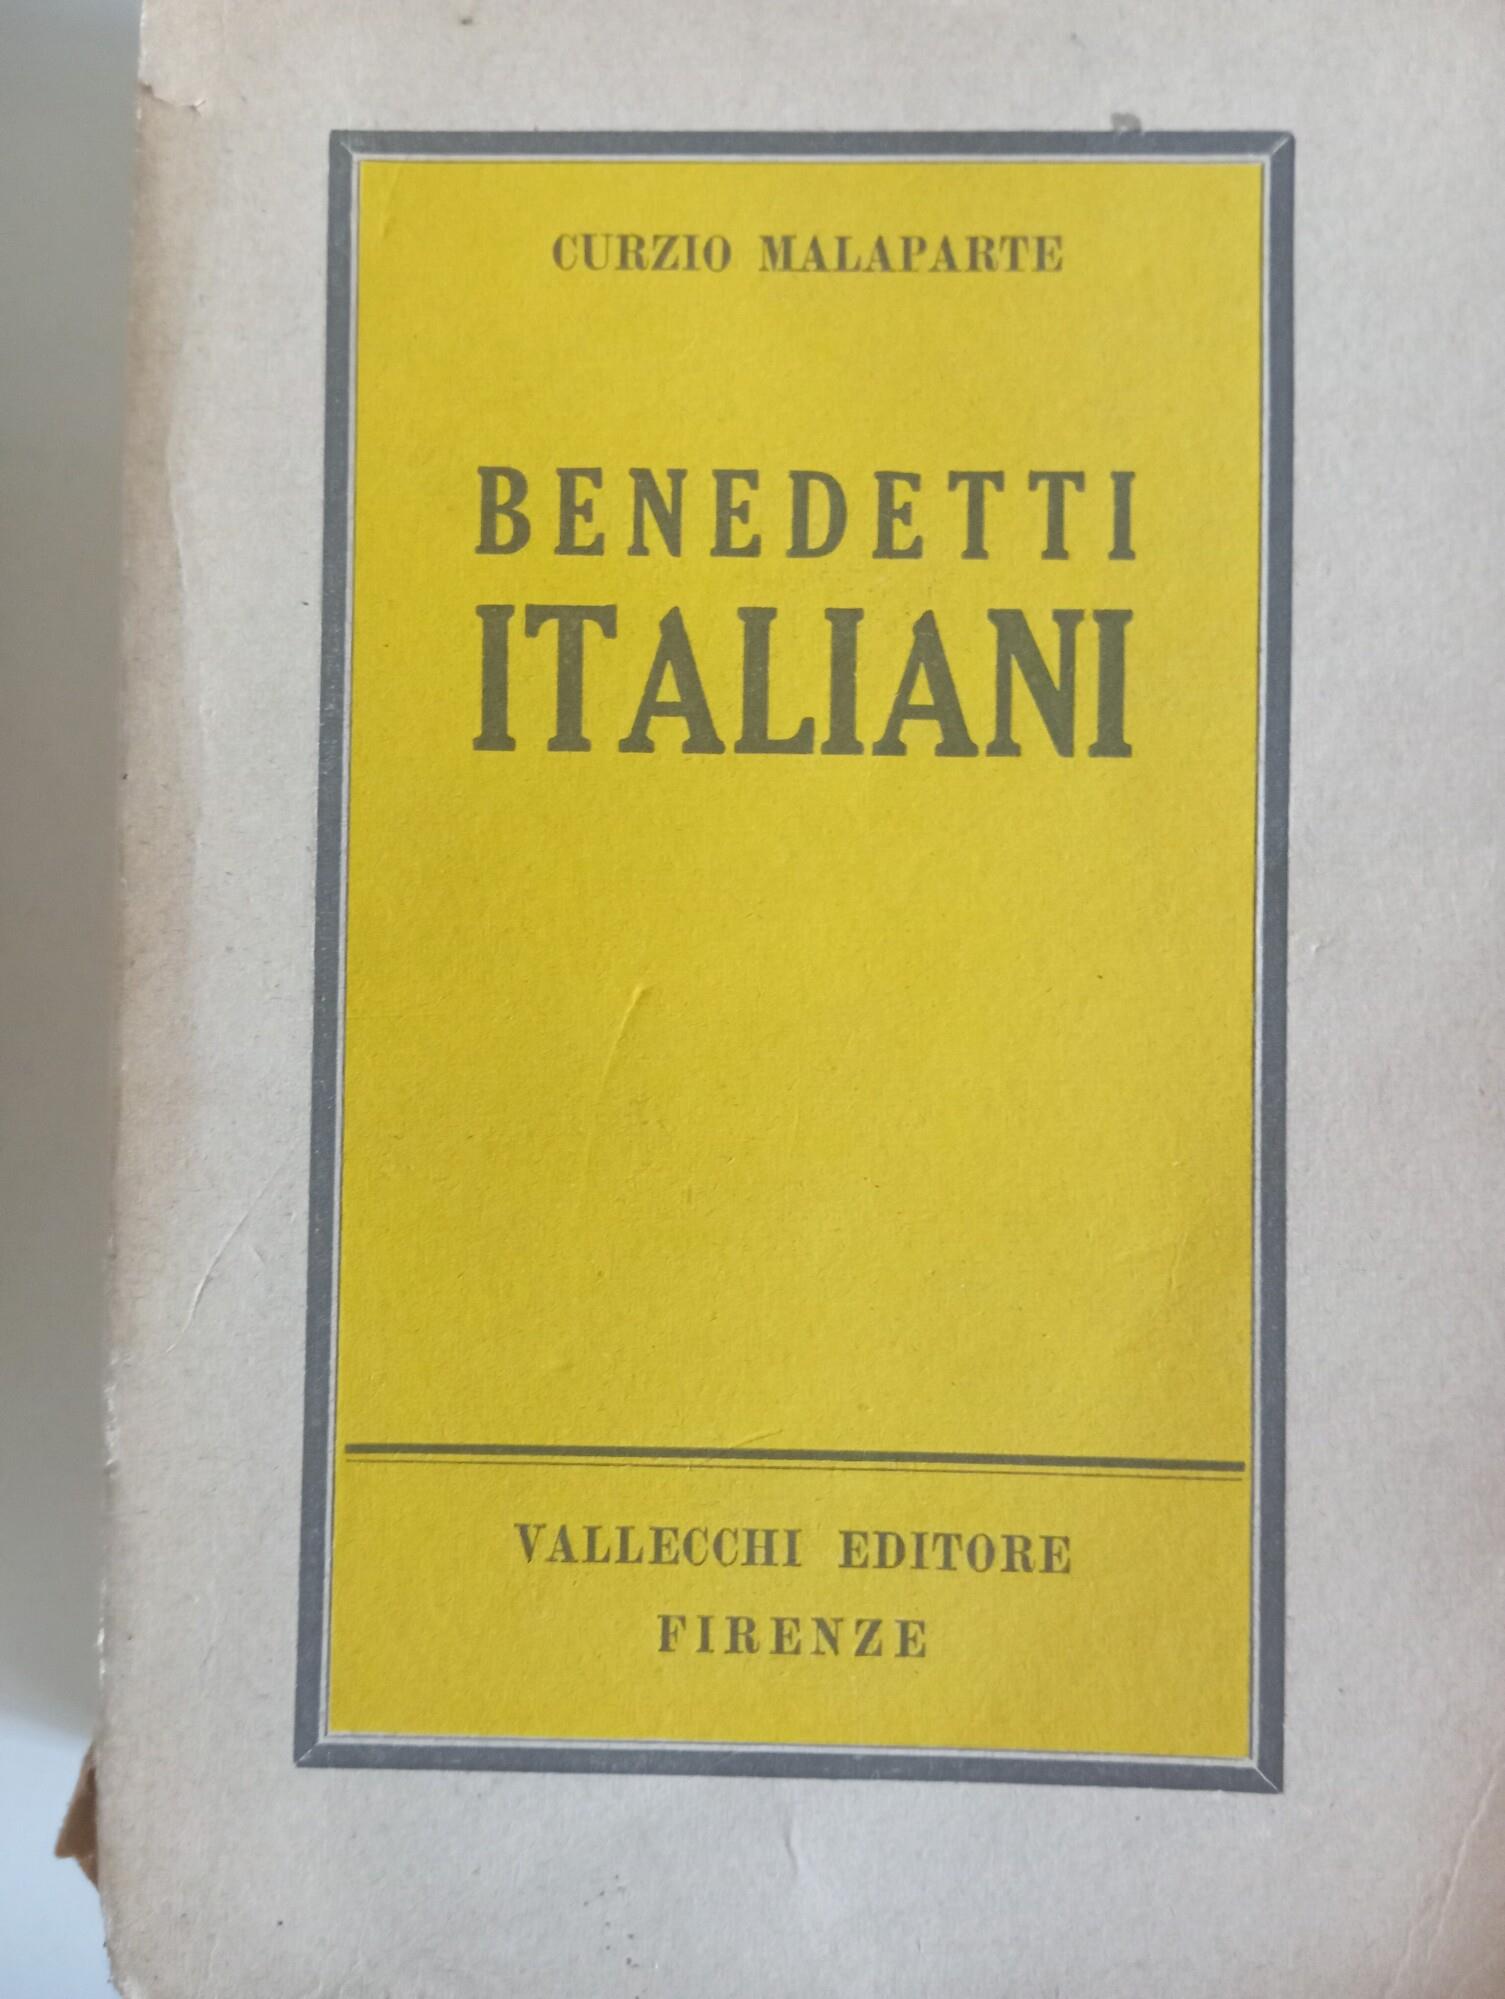 CURZIO MALAPARTE
BENEDETTI
ITALIANI
VALLECCHI EDITORE
FIRENZE